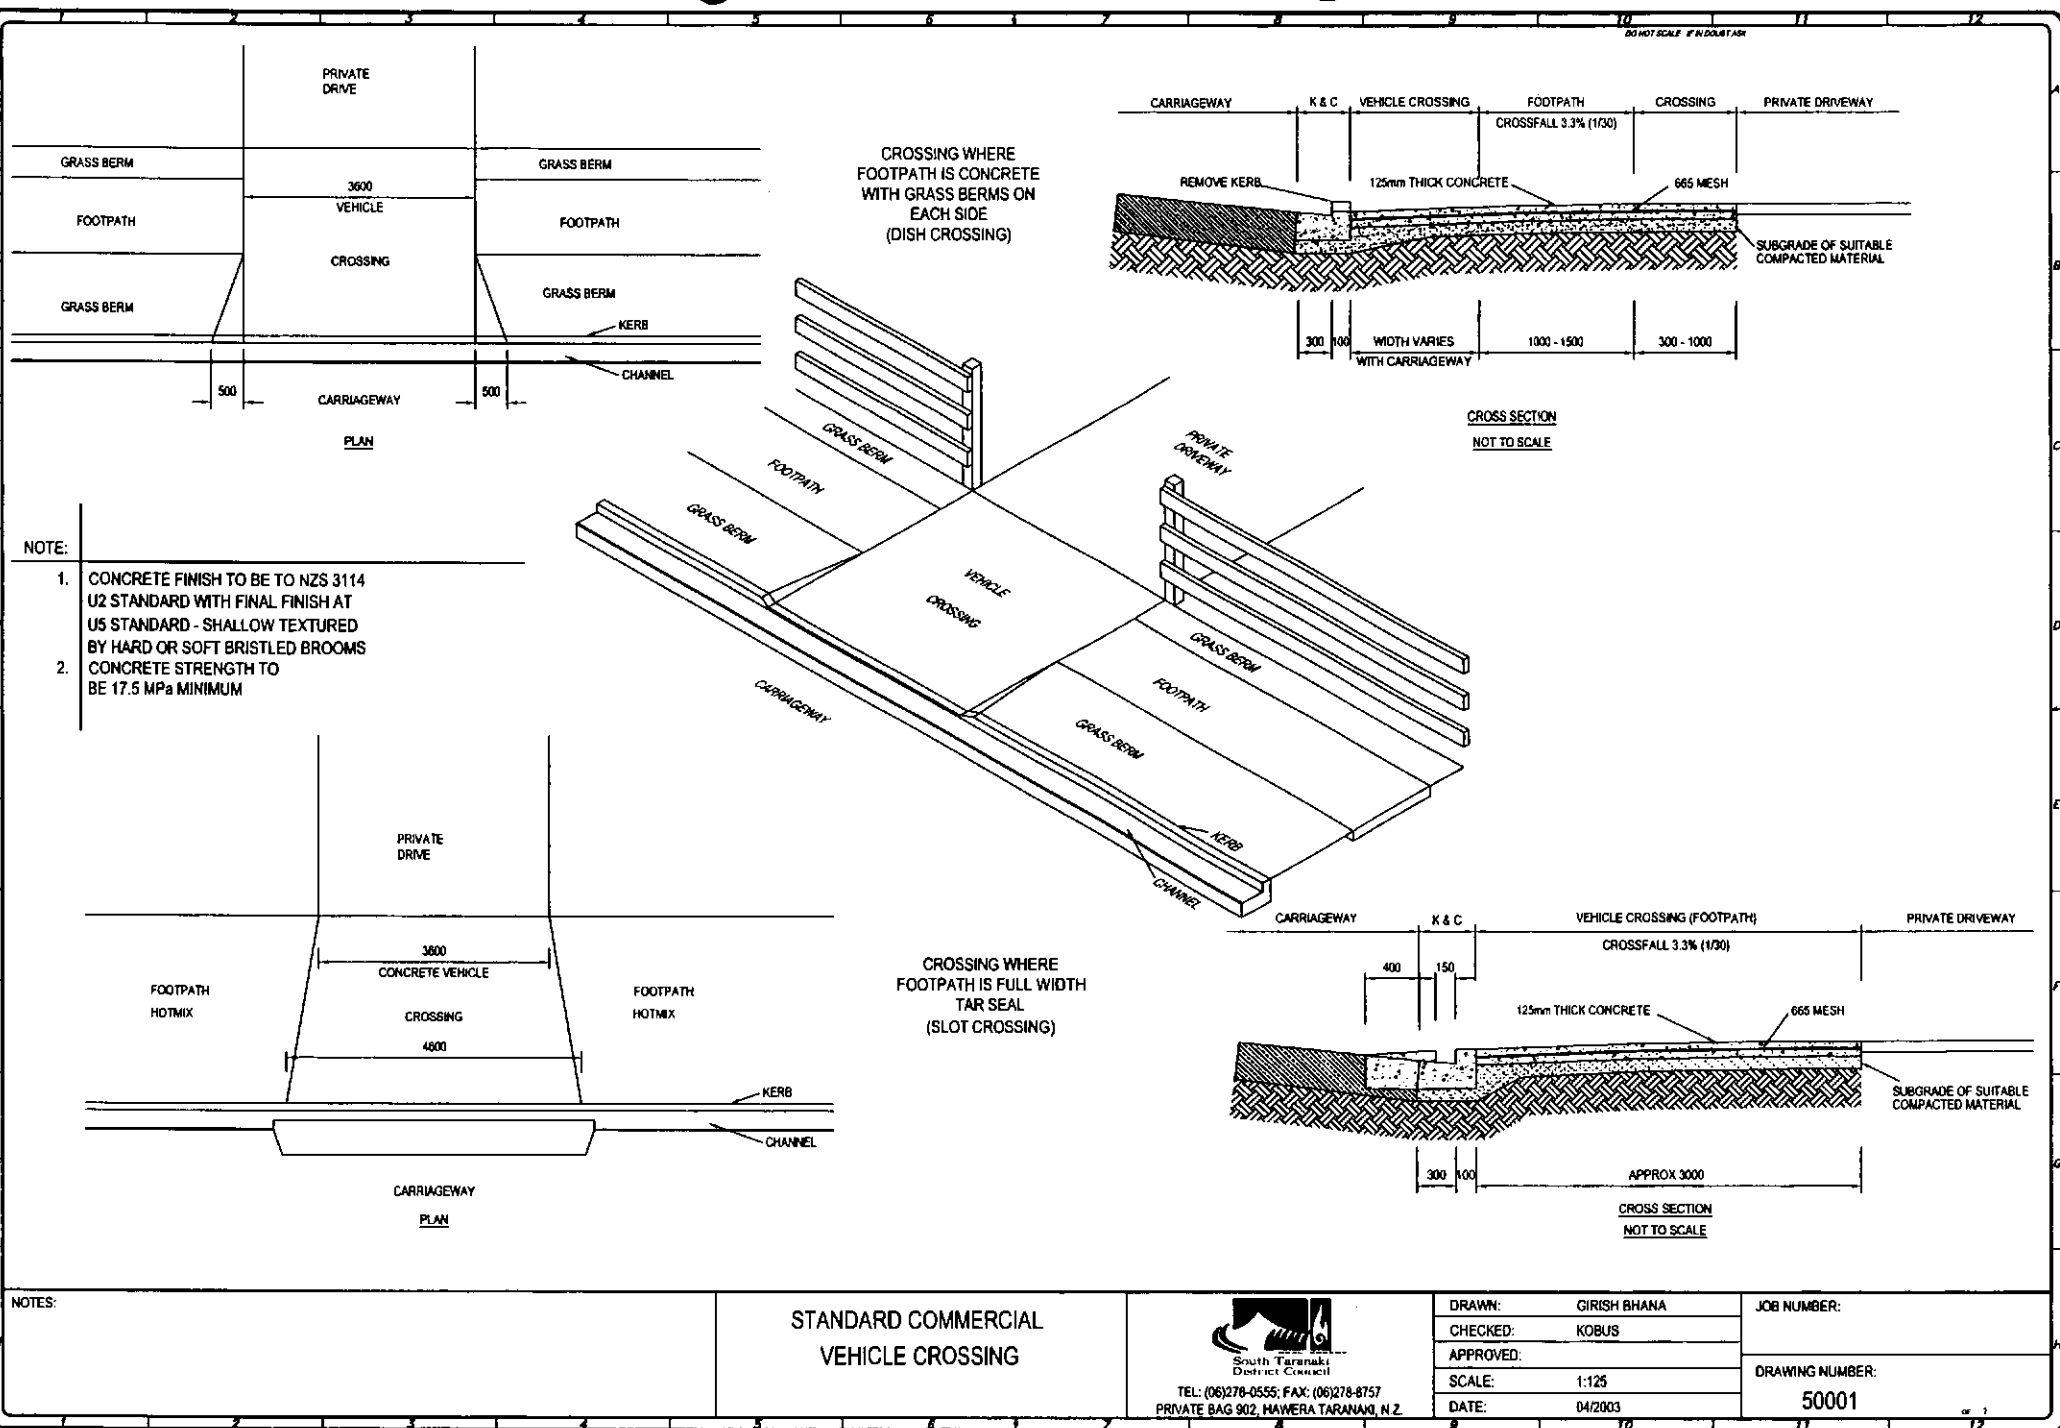 DO NOT SCALE IF IN DOUBT ASK
PRIVATE
DRIVE
GRASS BERM
GRASS BERM
3600
VEHICLE
FOOTPATH
FOOTPATH
CROSSING
GRASS BERM
GRASS BERM
KERB
CHANNEL
500
500
CARRIAGEWAY
PLAN
CROSSING WHERE
FOOTPATH IS CONCRETE
WITH GRASS BERMS ON
EACH SIDE
(DISH CROSSING)
CARRIAGEWAY
K & C
VEHICLE CROSSING
FOOTPATH
CROSSING
PRIVATE DRIVEWAY
CROSSFALL 3.3% (1/30)
REMOVE KERB
125mm THICK CONCRETE
665 MESH
SUBGRADE OF SUITABLE
COMPACTED MATERIAL
300
100
WIDTH VARIES
WITH CARRIAGEWAY
1000 - 1500
300 - 1000
CROSS SECTION
NOT TO SCALE
GRASS BERM
FOOTPATH
GRASS BERM
PRIVATE
DRIVEWAY
VEHICLE
CROSSING
CARRIAGEWAY
GRASS BERM
FOOTPATH
GRASS BERM
KERB
CHANNEL
NOTE:
1. CONCRETE FINISH TO BE TO NZS 3114
U2 STANDARD WITH FINAL FINISH AT
U5 STANDARD - SHALLOW TEXTURED
BY HARD OR SOFT BRISTLED BROOMS
2. CONCRETE STRENGTH TO
BE 17.5 MPa MINIMUM
PRIVATE
DRIVE
3600
CONCRETE VEHICLE
FOOTPATH
HOTMIX
FOOTPATH
HOTMIX
CROSSING
4600
KERB
CHANNEL
CARRIAGEWAY
PLAN
CROSSING WHERE
FOOTPATH IS FULL WIDTH
TAR SEAL
(SLOT CROSSING)
CARRIAGEWAY
K & C
VEHICLE CROSSING (FOOTPATH)
PRIVATE DRIVEWAY
CROSSFALL 3.3% (1/30)
400
150
125mm THICK CONCRETE
665 MESH
SUBGRADE OF SUITABLE
COMPACTED MATERIAL
300
100
APPROX 3000
CROSS SECTION
NOT TO SCALE
NOTES:
STANDARD COMMERCIAL
VEHICLE CROSSING
South Taranaki
District Council
TEL: (06)278-0555; FAX: (06)278-8757
PRIVATE BAG 902, HAWERA TARANAKI, N.Z.
DRAWN: GIRISH BHANA
CHECKED: KOBUS
APPROVED:
SCALE: 1:125
DATE: 04/2003
JOB NUMBER:
DRAWING NUMBER:
50001